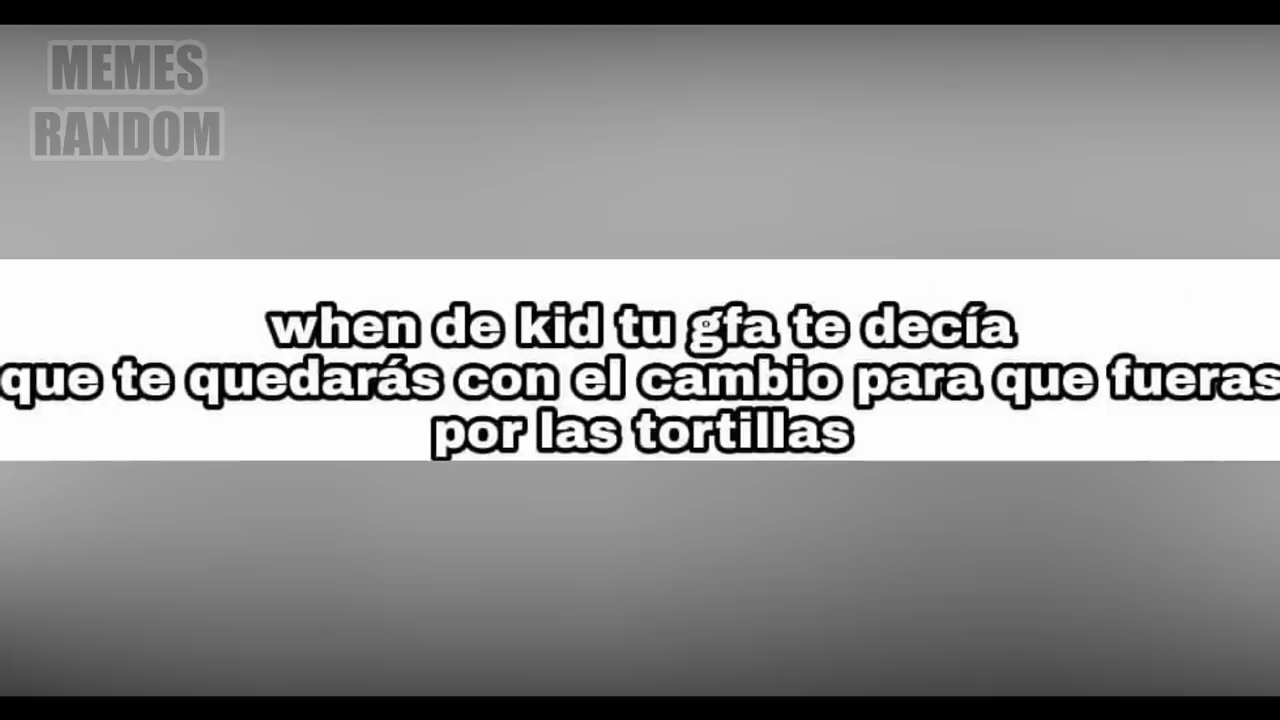 MEMES
RANDOM
when de kid tu gfa te decía
que te quedarás con el cambio para que fueras
por las tortillas